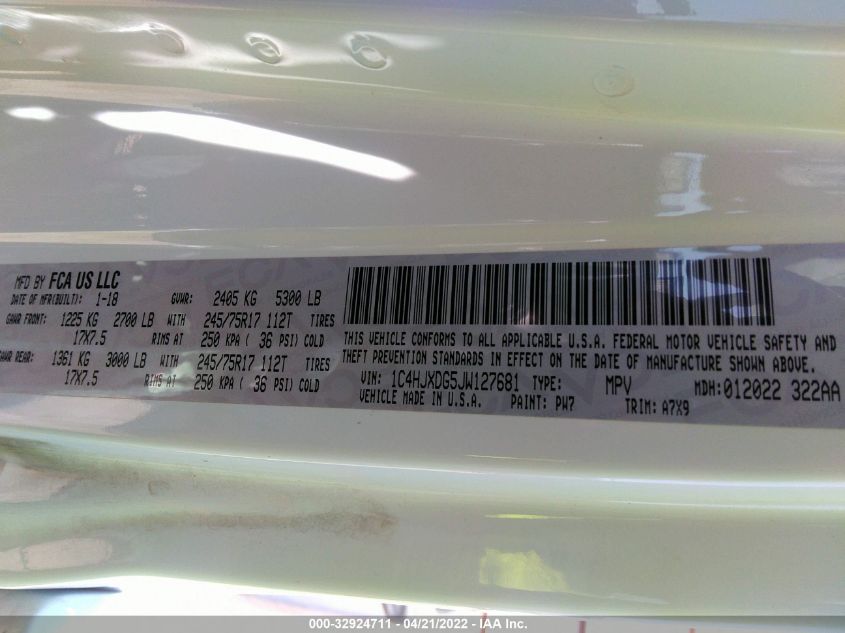 MFD BY FCA US LLC
DATE OF MFR(BUILT): 1-18 GVWR: 2405 KG 5300 LB
GAWR FRONT: 1225 KG 2700 LB WITH 245/75R17 112T TIRES
17X7.5 RIMS AT 250 KPA ( 36 PSI) COLD
GAWR REAR: 1361 KG 3000 LB WITH 245/75R17 112T TIRES
17X7.5 RIMS AT 250 KPA ( 36 PSI) COLD
THIS VEHICLE CONFORMS TO ALL APPLICABLE U.S.A. FEDERAL MOTOR VEHICLE SAFETY AND
THEFT PREVENTION STANDARDS IN EFFECT ON THE DATE OF MANUFACTURE SHOWN ABOVE.
VIN: 1C4HJXDG5JW127681 TYPE: MPV MDH:012022 322AA
VEHICLE MADE IN U.S.A. PAINT: PW7 TRIM: A7X9
000-32924711 - 04/21/2022 - IAA Inc.